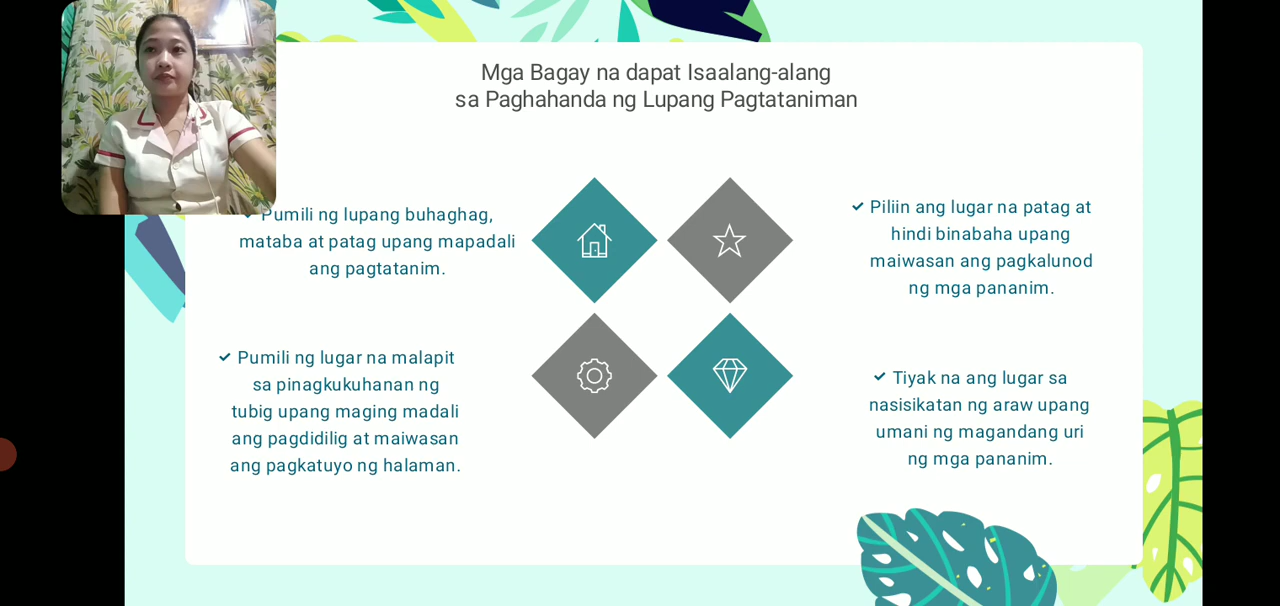 Mga Bagay na dapat Isaalang-alang
sa Paghahanda ng Lupang Pagtataniman
Pumili ng lupang buhaghag,
mataba at patag upang mapadali
ang pagtatanim.
Piliin ang lugar na patag at
hindi binabaha upang
maiwasan ang pagkalunod
ng mga pananim.
Pumili ng lugar na malapit
sa pinagkukuhanan ng
tubig upang maging madali
ang pagdidilig at maiwasan
ang pagkatuyo ng halaman.
Tiyak na ang lugar sa
nasisikatan ng araw upang
umani ng magandang uri
ng mga pananim.